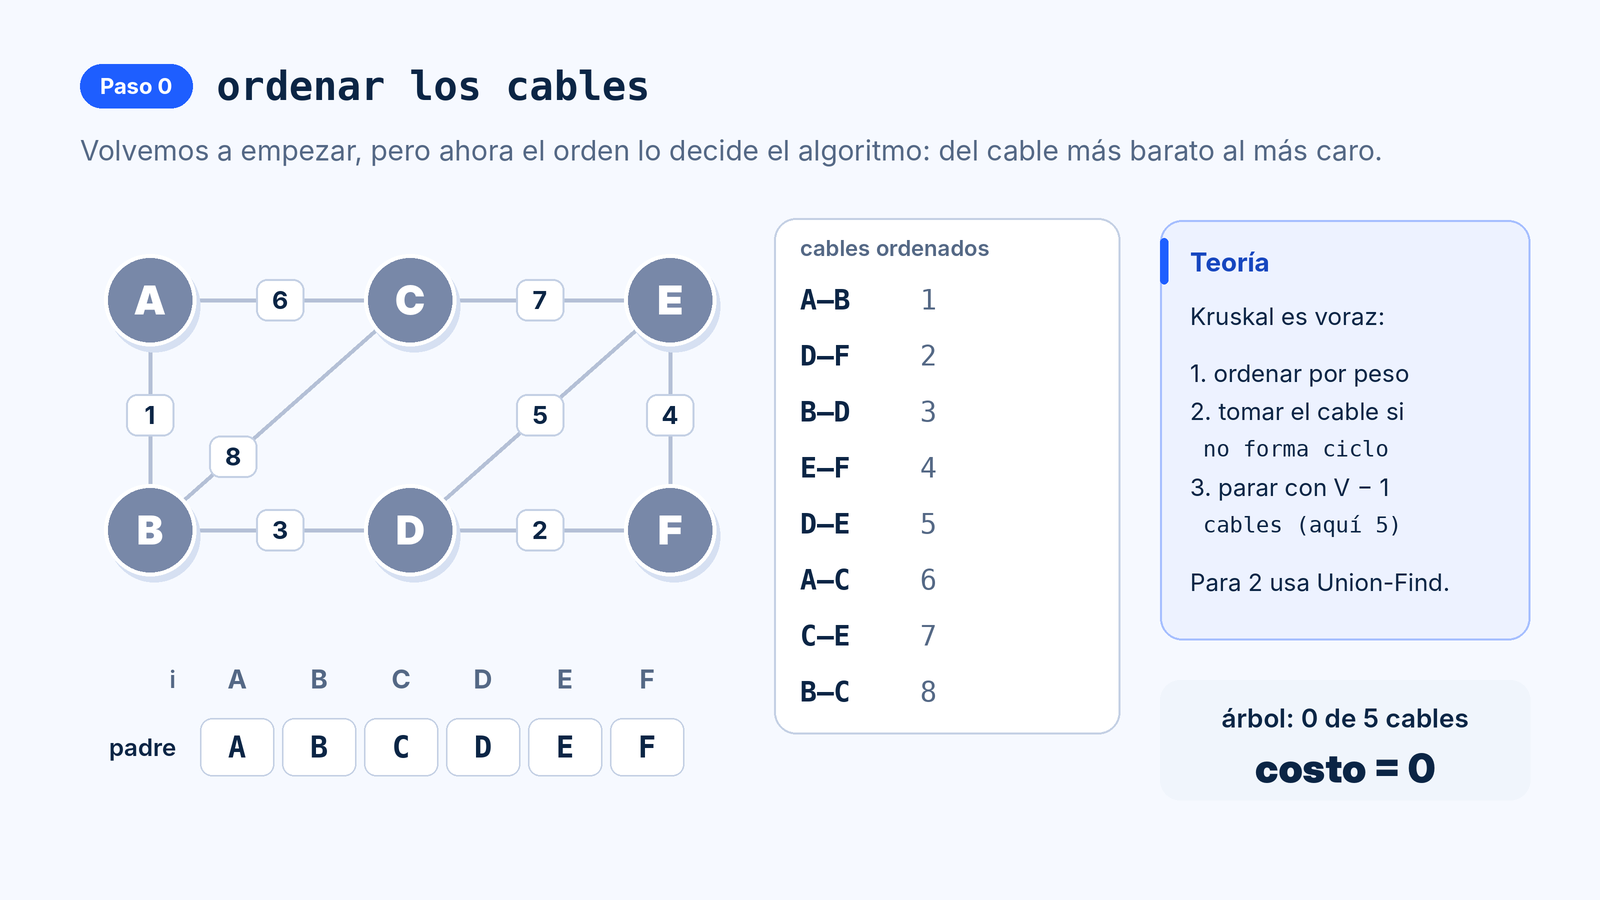 Paso 0
ordenar los cables
Volvemos a empezar, pero ahora el orden lo decide el algoritmo: del cable más barato al más caro.
A 6 C 7 E
1 8 5 4
B 3 D 2 F
i A B C D E F
padre A B C D E F
cables ordenados
A—B 1
D—F 2
B—D 3
E—F 4
D—E 5
A—C 6
C—E 7
B—C 8
Teoría
Kruskal es voraz:
1. ordenar por peso
2. tomar el cable si
no forma ciclo
3. parar con V − 1
cables (aquí 5)
Para 2 usa Union-Find.
árbol: 0 de 5 cables
costo = 0